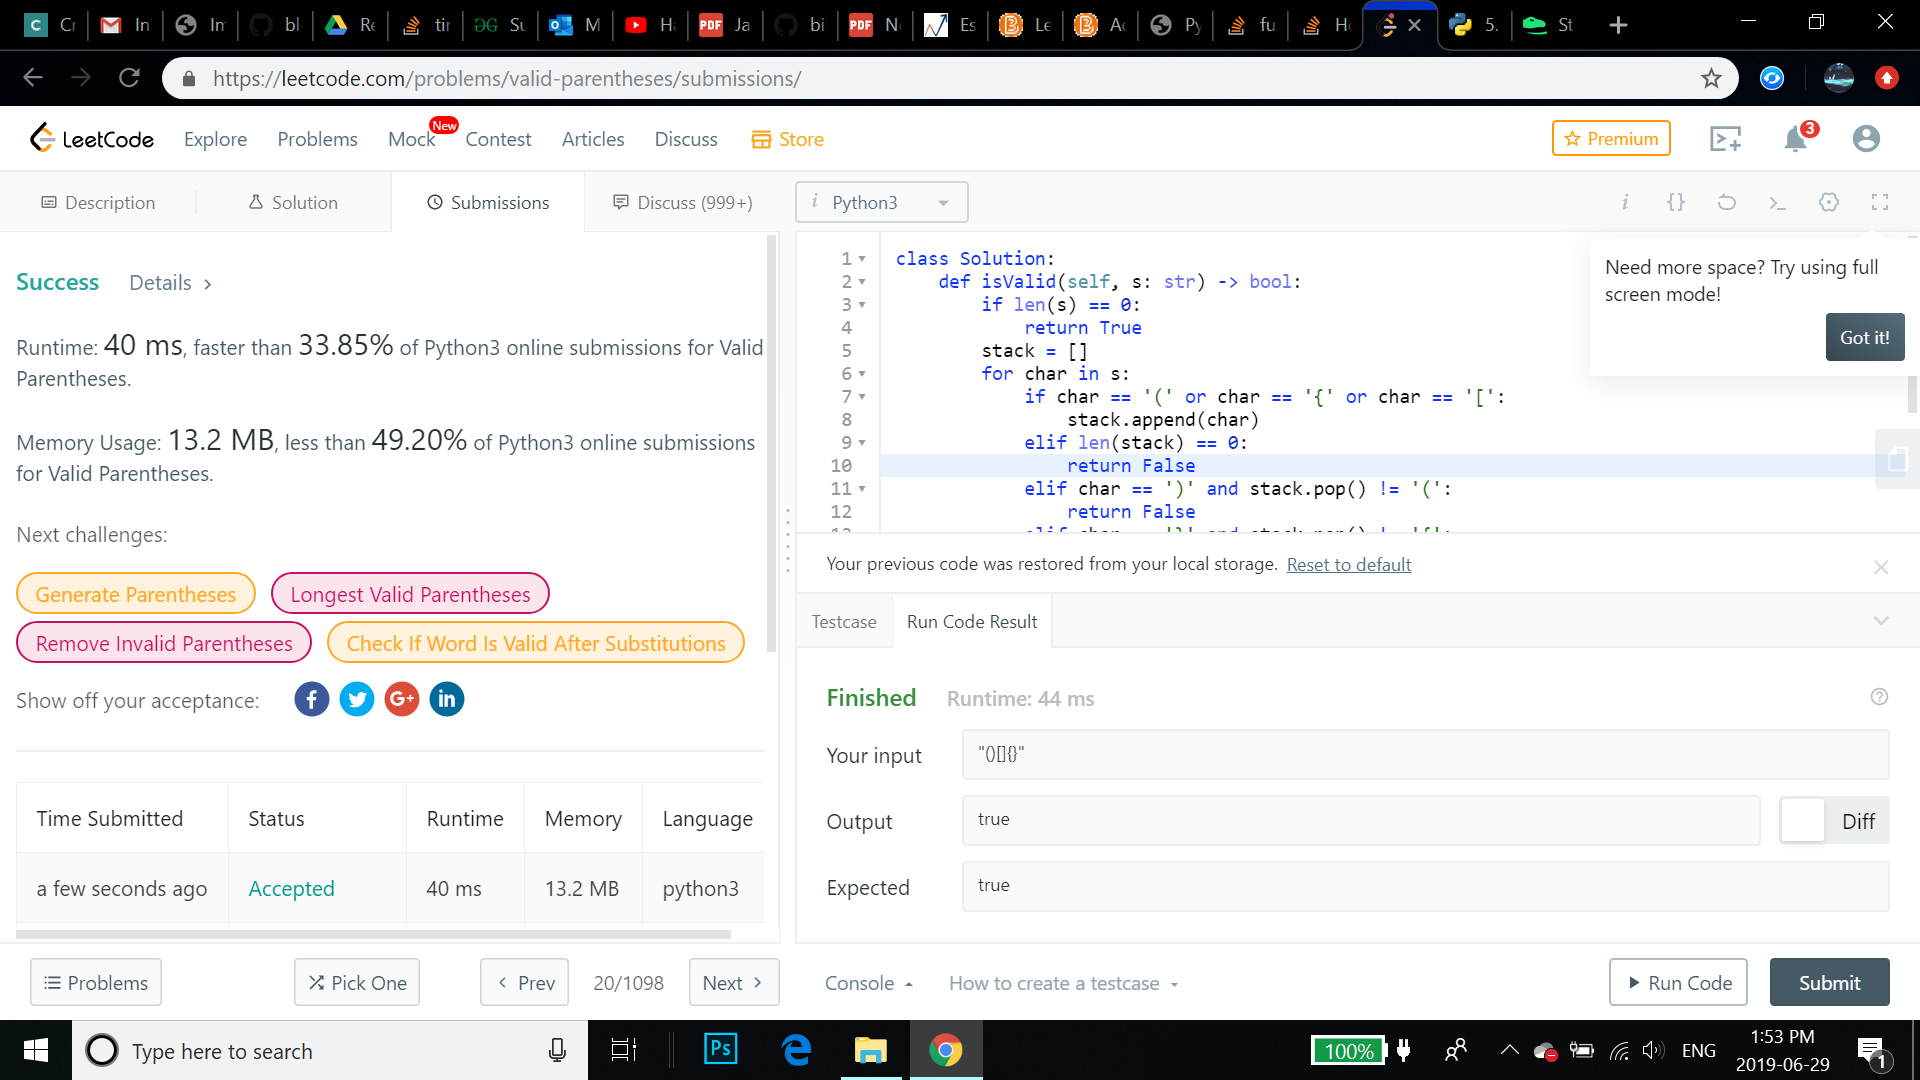 Cr
In
In
bl
Re
tir
Su
M
Ha
Ja
bi
Ne
Es
Le
Ac
Py
fu
Ho
5.
St
https://leetcode.com/problems/valid-parentheses/submissions/
LeetCode
Explore
Problems
Mock
New
Contest
Articles
Discuss
Store
Premium
3
Description
Solution
Submissions
Discuss (999+)
i Python3
Success Details >
Runtime: 40 ms, faster than 33.85% of Python3 online submissions for Valid
Parentheses.
Memory Usage: 13.2 MB, less than 49.20% of Python3 online submissions
for Valid Parentheses.
Next challenges:
Generate Parentheses Longest Valid Parentheses
Remove Invalid Parentheses Check If Word Is Valid After Substitutions
Show off your acceptance: f G+ in
Time Submitted Status Runtime Memory Language
a few seconds ago Accepted 40 ms 13.2 MB python3
Problems Pick One < Prev 20/1098 Next >
1 class Solution:
2 def isValid(self, s: str) -> bool:
3 if len(s) == 0:
4 return True
5 stack = []
6 for char in s:
7 if char == '(' or char == '{' or char == '[':
8 stack.append(char)
9 elif len(stack) == 0:
10 return False
11 elif char == ')' and stack.pop() != '(':
12 return False
Need more space? Try using full
screen mode!
Got it!
Your previous code was restored from your local storage. Reset to default
Testcase Run Code Result
Finished Runtime: 44 ms
Your input "()[]{}"
Output true Diff
Expected true
Console How to create a testcase Run Code Submit
Type here to search
Ps
100%
ENG
1:53 PM
2019-06-29
1